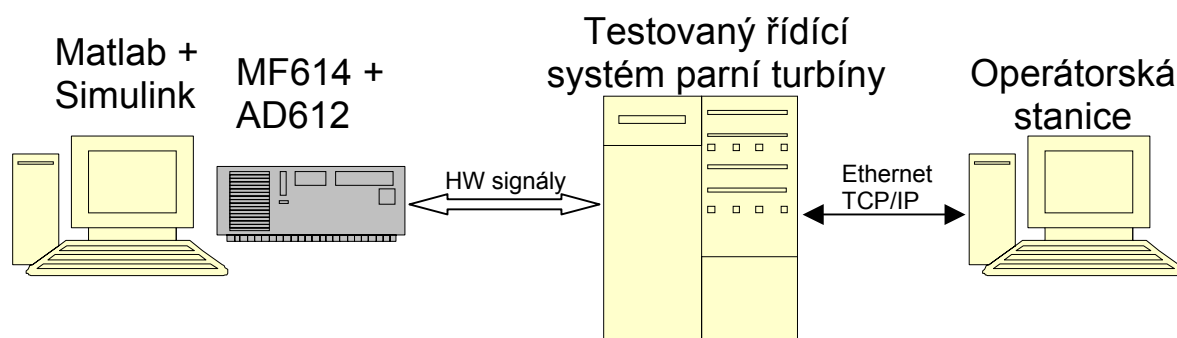 Matlab +
Simulink
MF614 +
AD612
HW signály
Testovaný řídící
systém parní turbíny
Ethernet
TCP/IP
Operátorská
stanice